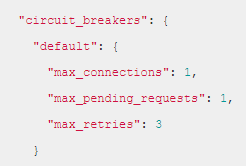 "circuit_breakers": {
"default": {
"max_connections": 1,
"max_pending_requests": 1,
"max_retries": 3
}